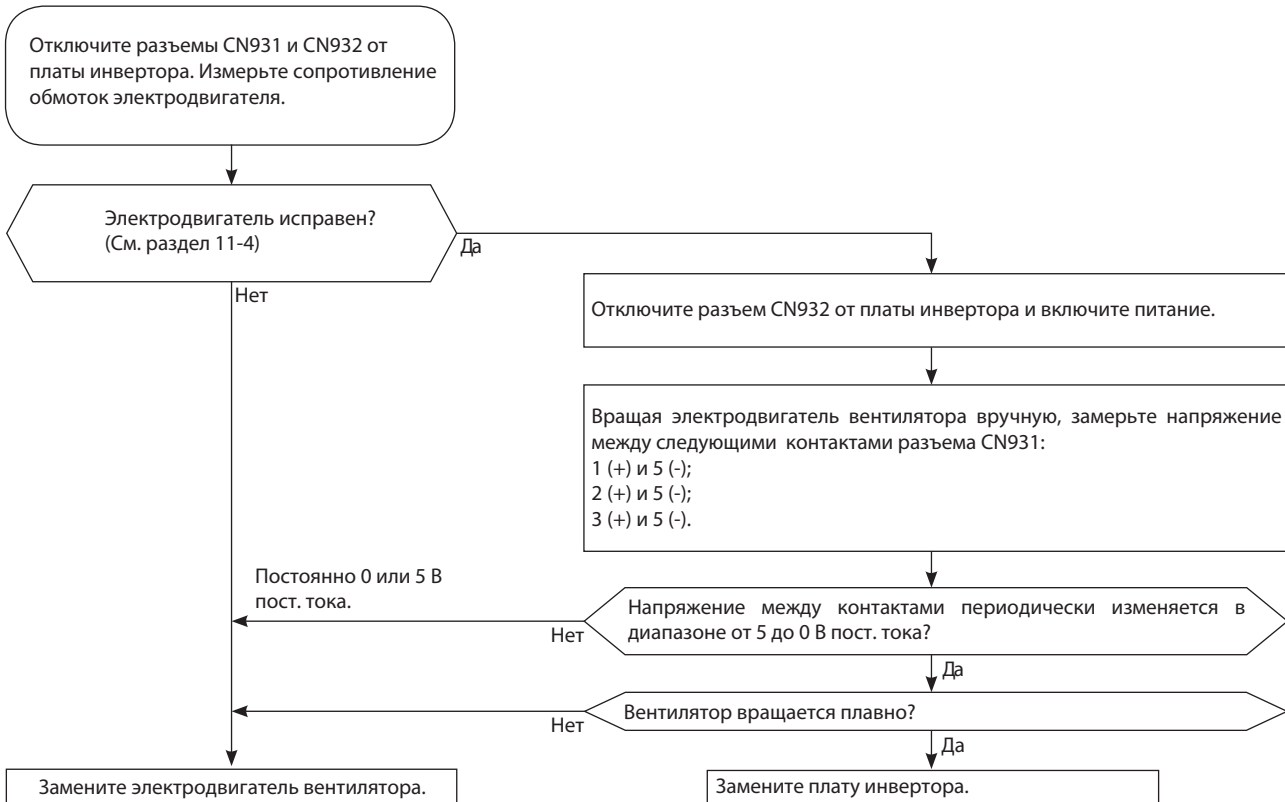 Отключите разъемы CN931 и CN932 от
платы инвертора. Измерьте сопротивление
обмоток электродвигателя.
Электродвигатель исправен?
(См. раздел 11-4)
Да
Нет
Отключите разъем CN932 от платы инвертора и включите питание.
Вращая электродвигатель вентилятора вручную, замерьте напряжение
между следующими контактами разъема CN931:
1 (+) и 5 (-);
2 (+) и 5 (-);
3 (+) и 5 (-).
Постоянно 0 или 5 В
пост. тока.
Напряжение между контактами периодически изменяется в
диапазоне от 5 до 0 В пост. тока?
Нет
Да
Вентилятор вращается плавно?
Нет
Да
Замените электродвигатель вентилятора.
Замените плату инвертора.